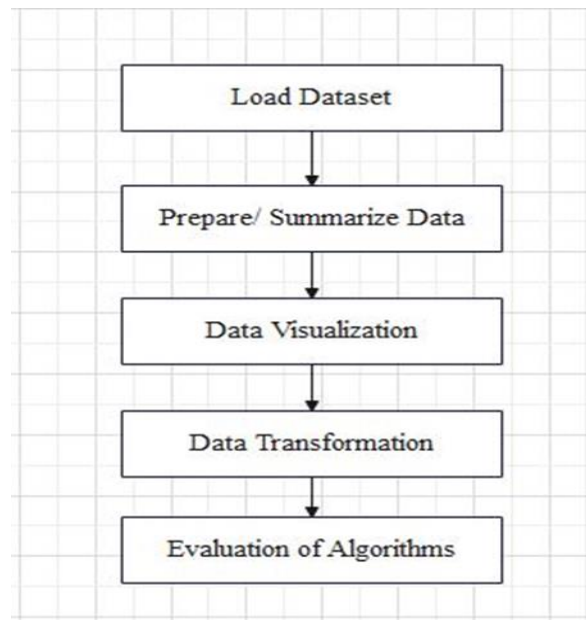 Load Dataset
Prepare/ Summarize Data
Data Visualization
Data Transformation
Evaluation of Algorithms